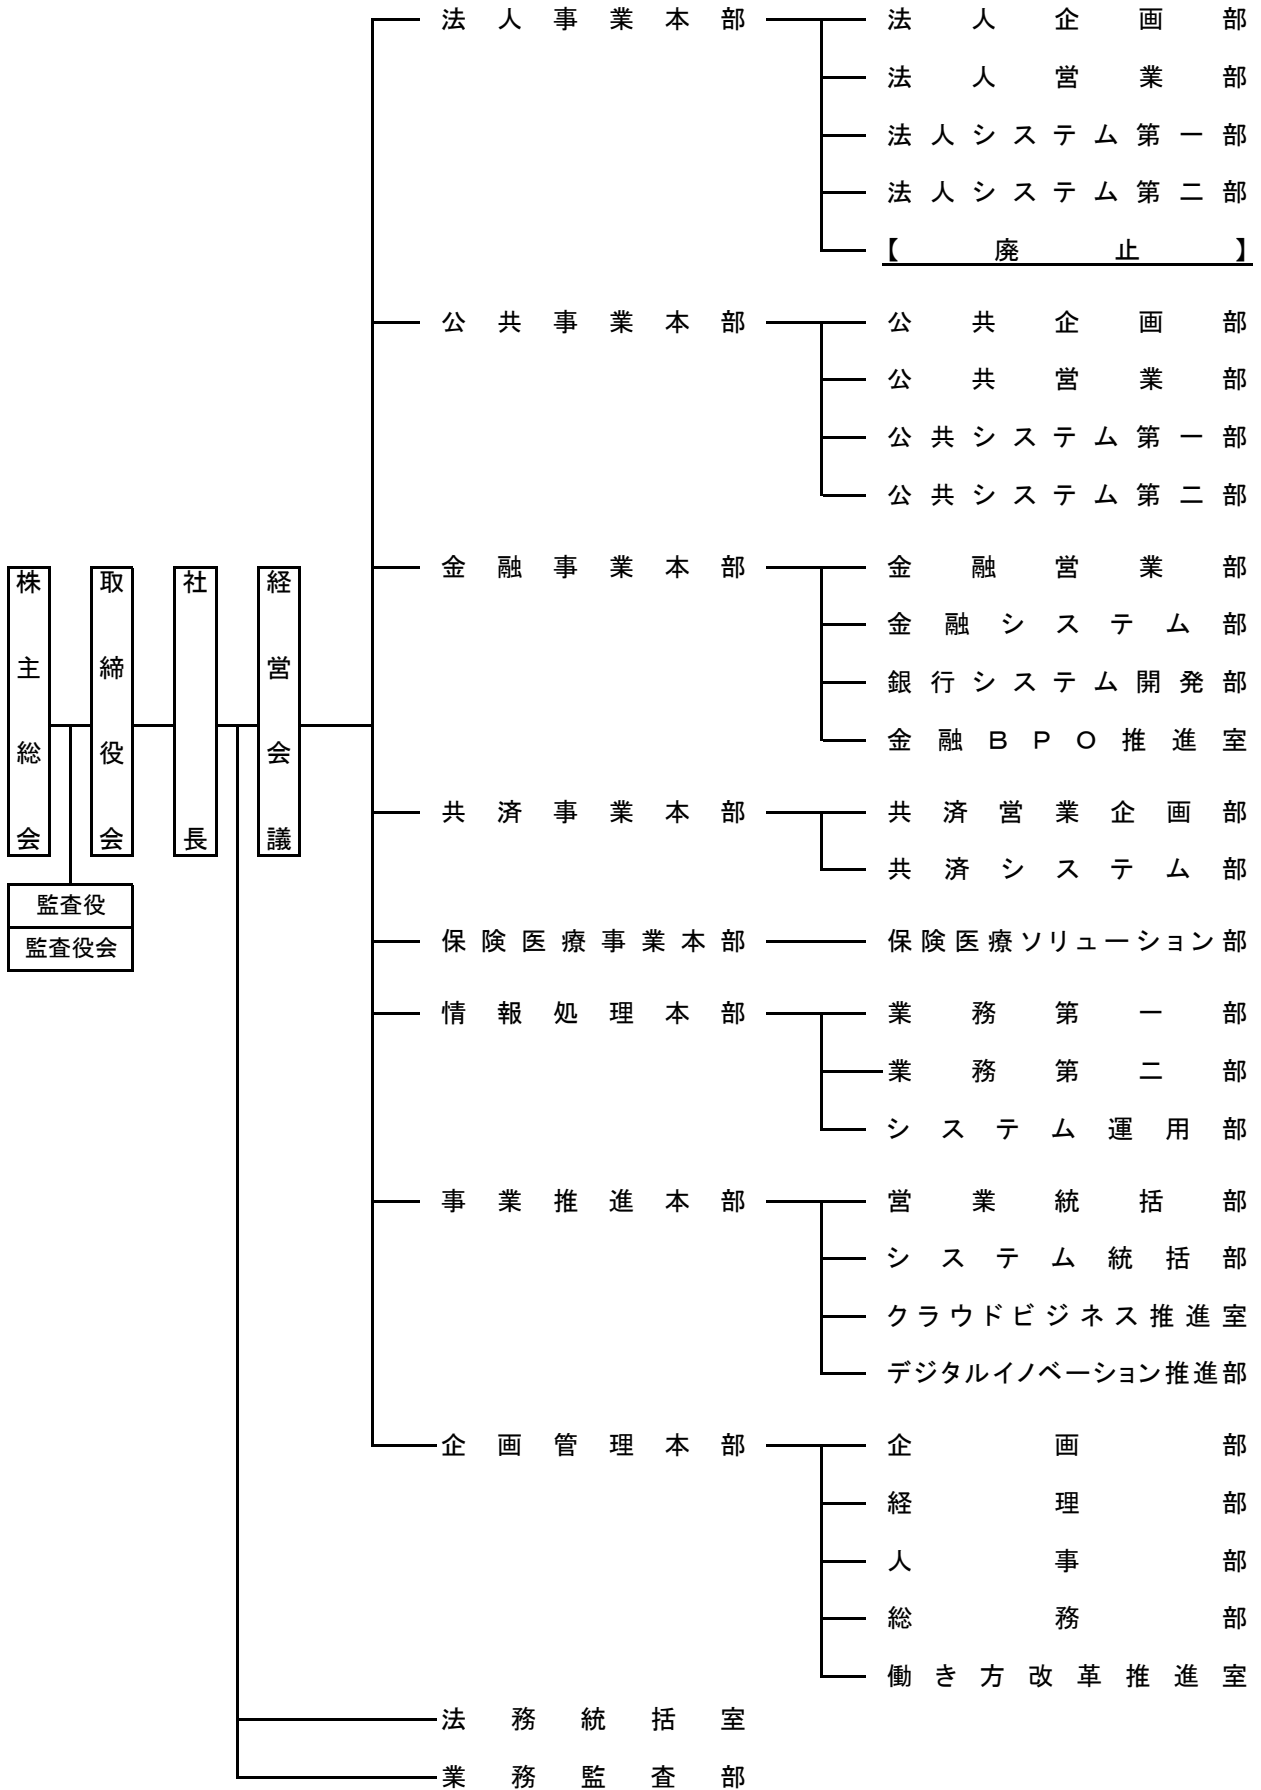 株主総会
取締役会
社長
経営会議
監査役
監査役会
法人事業本部
法人企画部
法人営業部
法人システム第一部
法人システム第二部
【廃止】
公共事業本部
公共企画部
公共営業部
公共システム第一部
公共システム第二部
金融事業本部
金融営業部
金融システム部
銀行システム開発部
金融BPO推進室
共済事業本部
共済営業企画部
共済システム部
保険医療事業本部
保険医療ソリューション部
情報処理本部
業務第一部
業務第二部
システム運用部
事業推進本部
営業統括部
システム統括部
クラウドビジネス推進室
デジタルイノベーション推進部
企画管理本部
企画部
経理部
人事部
総務部
働き方改革推進室
法務統括室
業務監査部